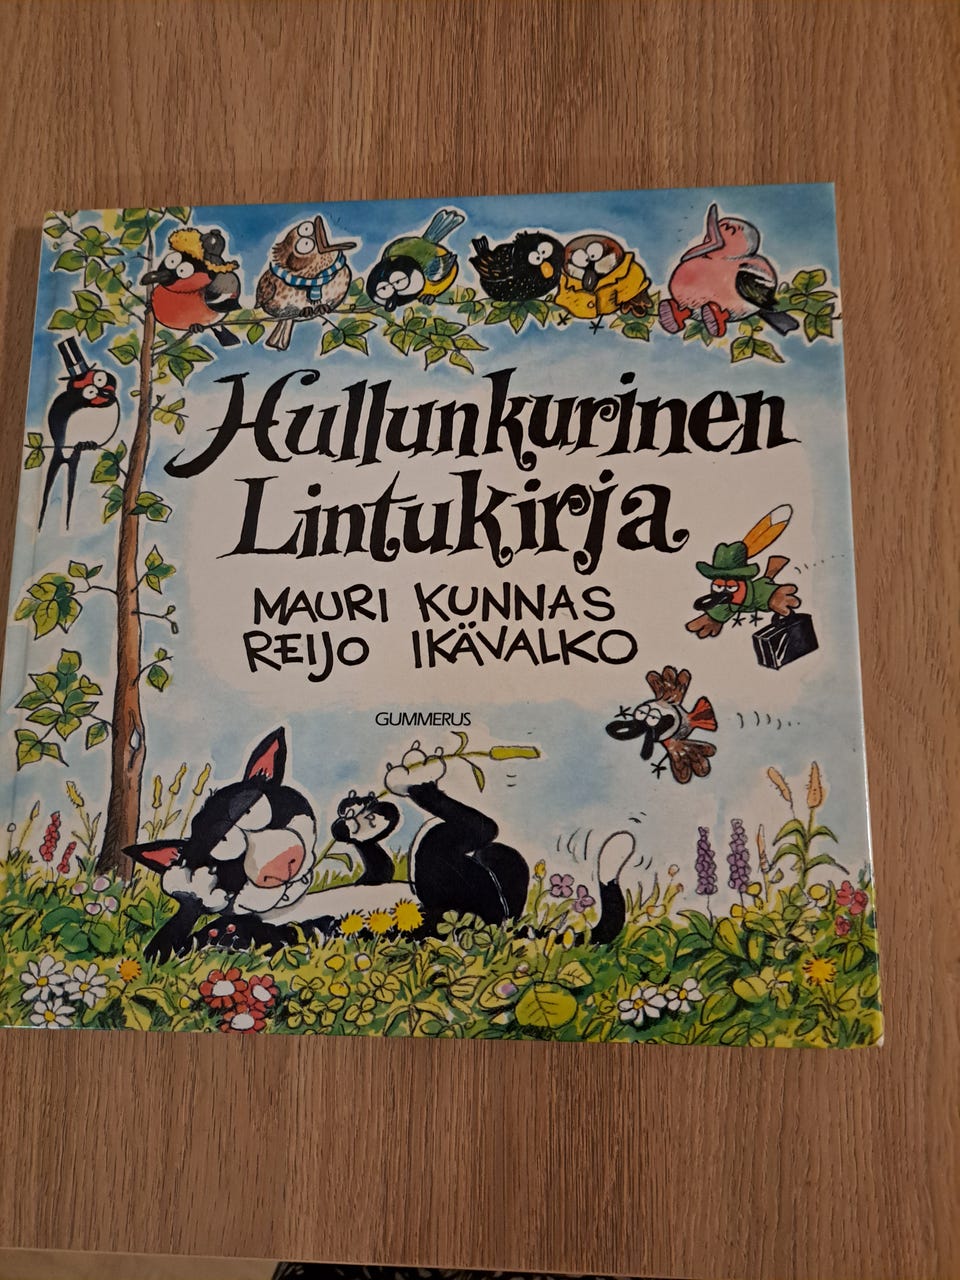 Hullunkurinen
Lintukirja
MAURI KUNNAS
REIJO IKÄVALKO
GUMMERUS